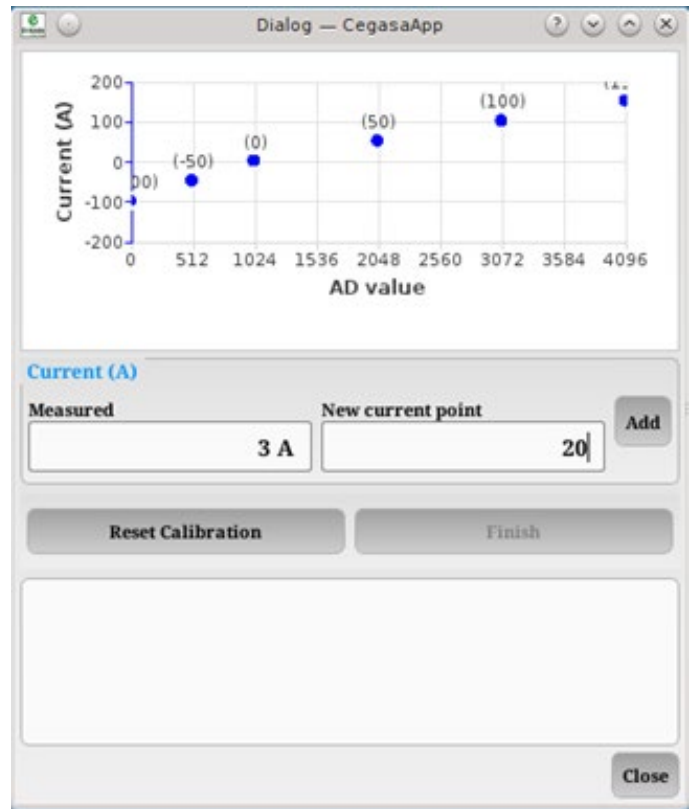 Dialog — CegasaApp
Current (A)
200
100
0
-100
-200
(-50)
(0)
(50)
(100)
0 512 1024 1536 2048 2560 3072 3584 4096
AD value
Current (A)
Measured New current point
3 A 20 Add
Reset Calibration Finish
Close